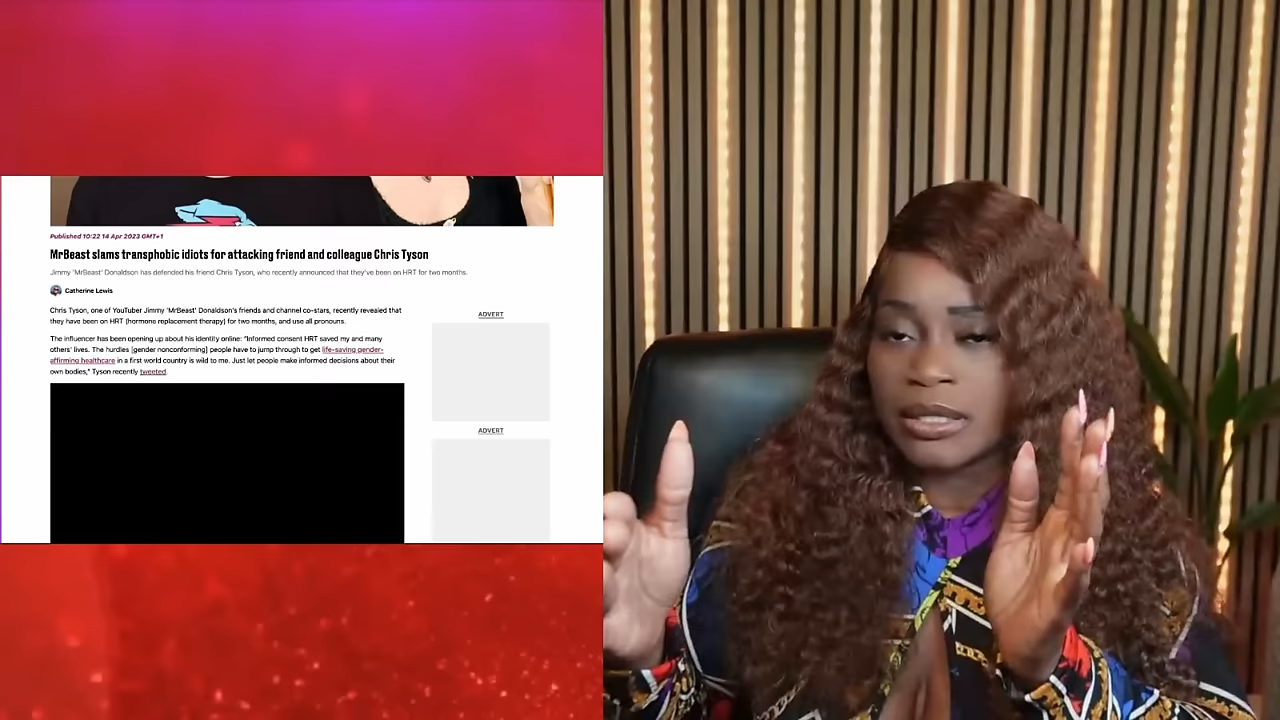 Published 10:22 14 Apr 2023 GMT+1
MrBeast slams transphobic idiots for attacking friend and colleague Chris Tyson
Jimmy 'MrBeast' Donaldson has defended his friend Chris Tyson, who recently announced that they've been on HRT for two months.
Catherine Lewis
Chris Tyson, one of YouTuber Jimmy 'MrBeast' Donaldson's friends and channel co-stars, recently revealed that
they have been on HRT (hormone replacement therapy) for two months, and use all pronouns.
The influencer has been opening up about his identity online: "Informed consent HRT saved my and many
others' lives. The hurdles [gender nonconforming] people have to jump through to get life-saving gender-
affirming healthcare in a first world country is wild to me. Just let people make informed decisions about their
own bodies," Tyson recently tweeted.
ADVERT
ADVERT